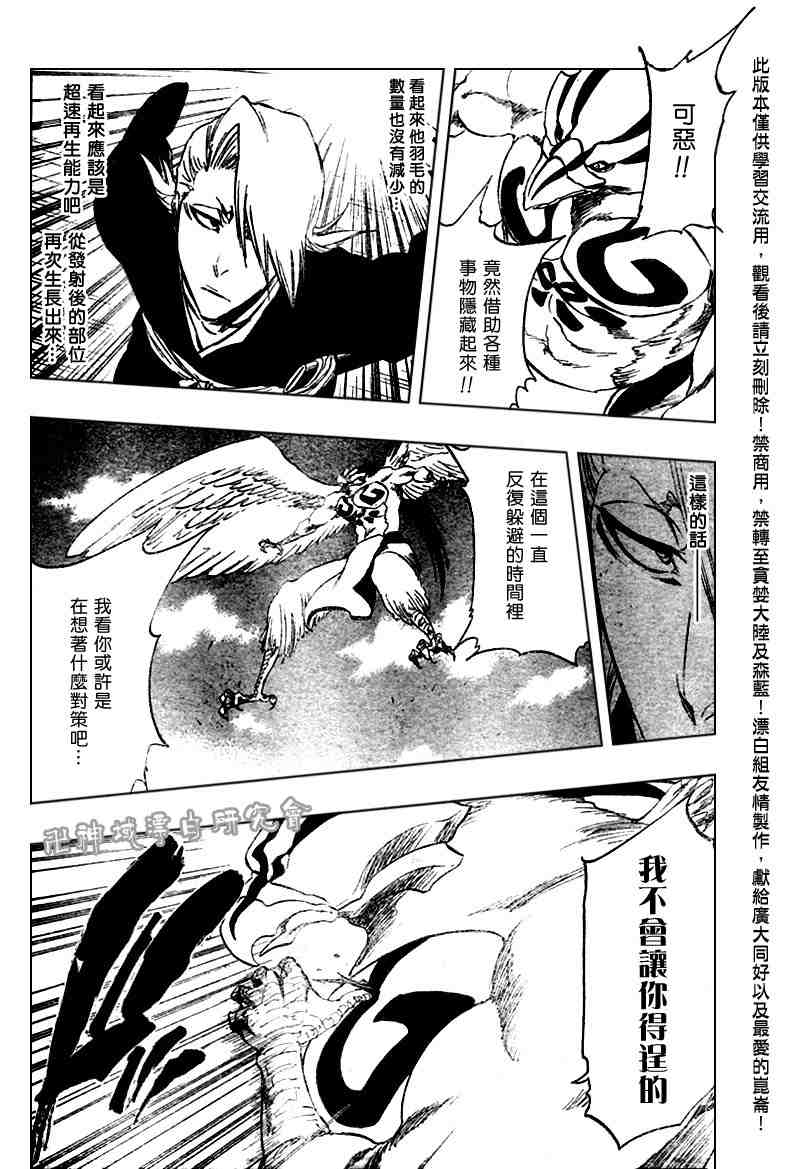 可惡!!
竟然借助各種
事物隱藏起來!!
看起來他羽毛的
數量也沒有減少…
看起來應該是
超速再生能力吧
從發射後的部位
再次生長出來…
這樣的話——
在這個一直
反復躲避的時間裡
我看你或許是
在想著什麼對策吧…
我不會讓你得逞的
卍神域漂白研究會
此版本僅供學習交流用，觀看後請立刻刪除！禁商用，禁轉至貪婪大陸及森藍！漂白組友情製作，獻給廣大同好以及最愛的崑崙！